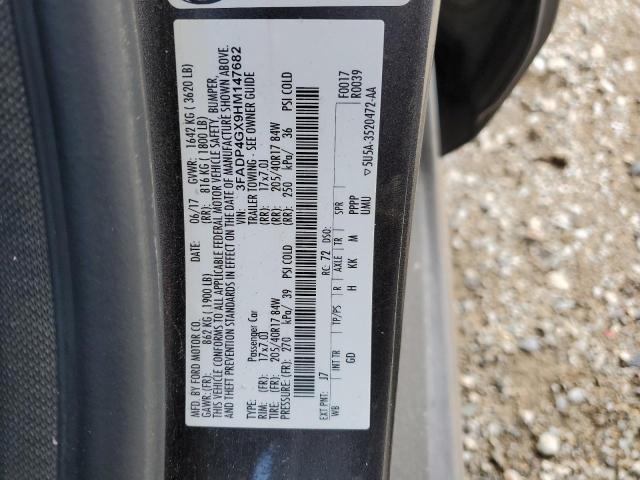 MFD. BY FORD MOTOR CO.
DATE: 06/17 GVWR: 1642 KG ( 3620 LB)
GAWR: (FR): 862 KG ( 1900 LB) (RR): 816 KG ( 1800 LB)
THIS VEHICLE CONFORMS TO ALL APPLICABLE FEDERAL MOTOR VEHICLE SAFETY, BUMPER,
AND THEFT PREVENTION STANDARDS IN EFFECT ON THE DATE OF MANUFACTURE SHOWN ABOVE.
VIN: 3FADP4GX9HM147682
TYPE: Passenger Car TRAILER TOWING - SEE OWNER GUIDE
RIM: (FR): 17x7.0J (RR): 17x7.0J
TIRE: (FR): 205/40R17 84W (RR): 205/40R17 84W
PRESSURE: (FR): 270 kPa/ 39 PSI COLD (RR): 250 kPa/ 36 PSI COLD
EXT PNT: J7 RC: 72 DSO: F0017
R0039
WB INT TR TP/PS R AXLE TR SPR
GD H KK M PPPP
UMU
5U5A-3520472-AA